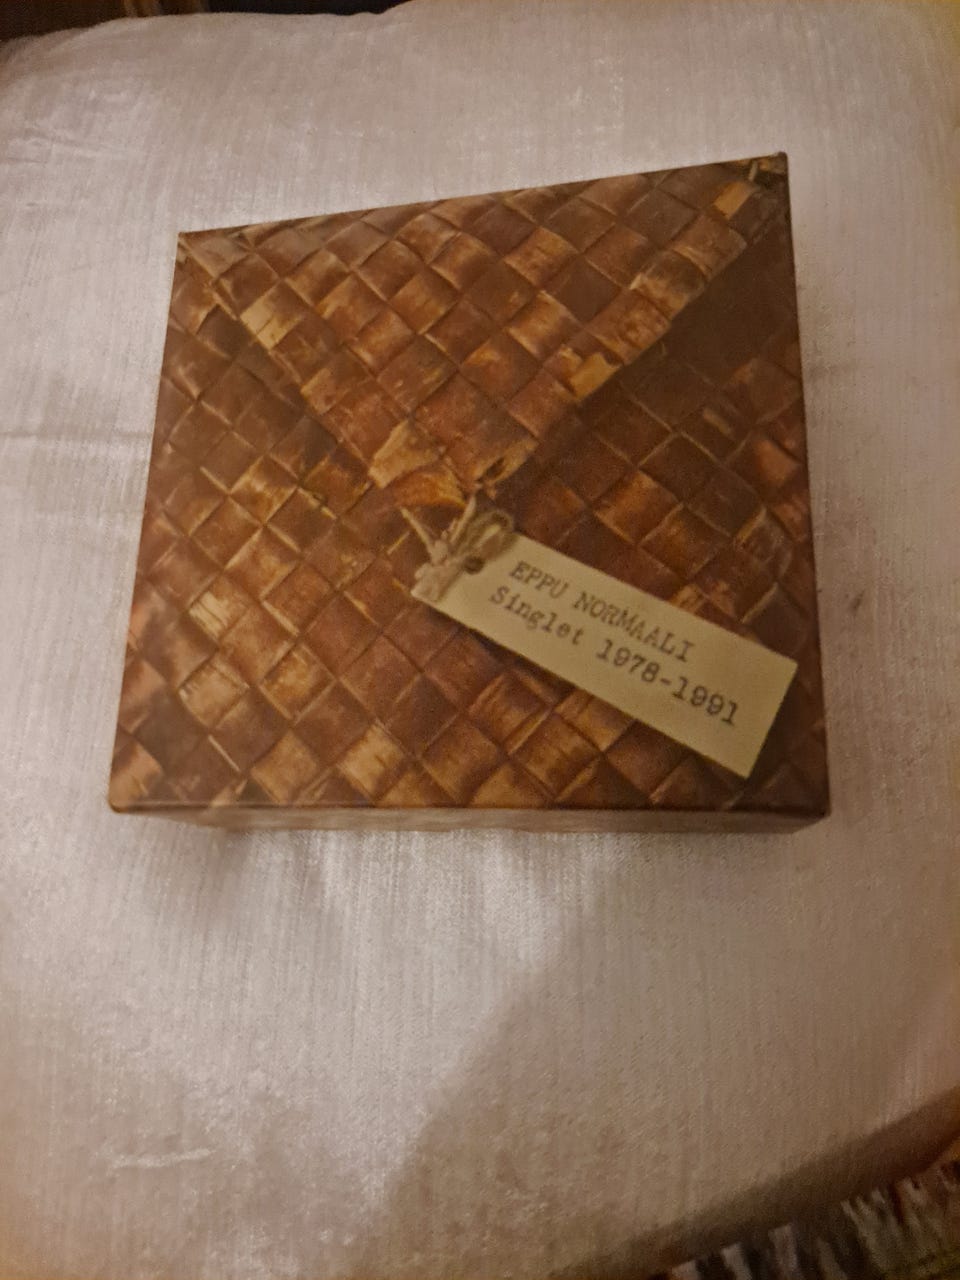 EPPU NORMAALI
Singlet 1978-1991